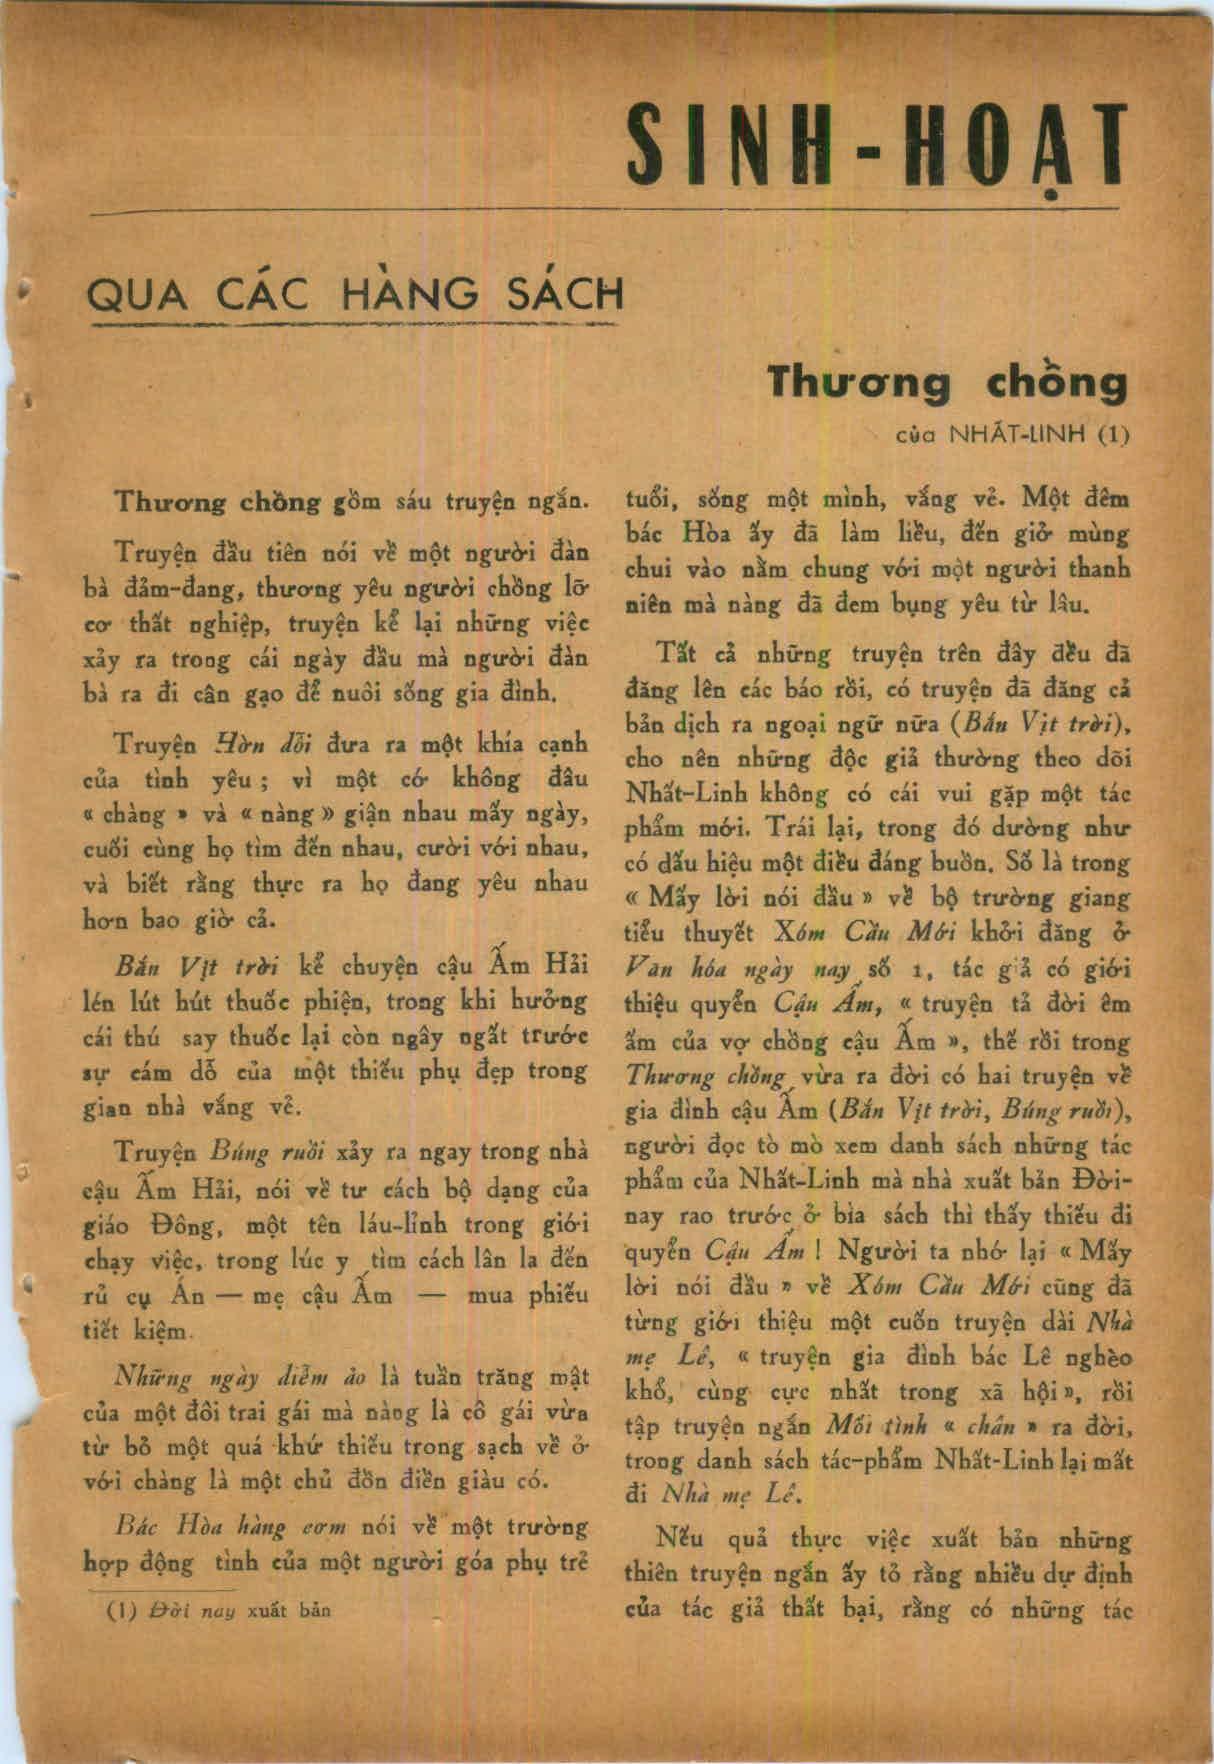 SINH-HOẠT
QUA CÁC HÀNG SÁCH
Thương chồng
của NHẤT-LINH (1)
Thương chồng gồm sáu truyện ngắn.
Truyện đầu tiên nói về một người đàn
bà đảm-đang, thương yêu người chồng lỡ
cơ thất nghiệp, truyện kể lại những việc
xảy ra trong cái ngày đầu mà người đàn
bà ra đi cân gạo để nuôi sống gia đình.
Truyện Hờn dỗi đưa ra một khía cạnh
của tình yêu ; vì một cớ không đâu
« chàng » và « nàng » giận nhau mấy ngày,
cuối cùng họ tìm đến nhau, cười với nhau,
và biết rằng thực ra họ đang yêu nhau
hơn bao giờ cả.
Bắn Vịt trời kể chuyện cậu Ấm Hải
lén lút hút thuốc phiện, trong khi hưởng
cái thú say thuốc lại còn ngây ngất trước
sự cám dỗ của một thiếu phụ đẹp trong
gian nhà vắng vẻ.
Truyện Búng ruồi xảy ra ngay trong nhà
cậu Ấm Hải, nói về tư cách bộ dạng của
giáo Đông, một tên láu-lỉnh trong giới
chạy việc, trong lúc y tìm cách lân la đến
rủ cụ Án — mẹ cậu Ấm — mua phiếu
tiết kiệm.
Những ngày diễm ảo là tuần trăng mật
của một đôi trai gái mà nàng là cô gái vừa
từ bỏ một quá khứ thiếu trong sạch về ở
với chàng là một chủ đồn điền giàu có.
Bác Hòa hàng cơm nói về một trường
hợp động tình của một người góa phụ trẻ
(1) Đời nay xuất bản
tuổi, sống một mình, vắng vẻ. Một đêm
bác Hòa ấy đã làm liều, đến giở mùng
chui vào nằm chung với một người thanh
niên mà nàng đã đem bụng yêu từ lâu.
Tất cả những truyện trên đây đều đã
đăng lên các báo rồi, có truyện đã đăng cả
bản dịch ra ngoại ngữ nữa (Bắn Vịt trời),
cho nên những độc giả thường theo dõi
Nhất-Linh không có cái vui gặp một tác
phẩm mới. Trái lại, trong đó dường như
có dấu hiệu một điều đáng buồn. Số là trong
« Mấy lời nói đầu » về bộ trường giang
tiểu thuyết Xóm Cầu Mới khởi đăng ở
Văn hóa ngày nay số 1, tác giả có giới
thiệu quyển Cậu Ấm, « truyện tả đời êm
ấm của vợ chồng cậu Ấm », thế rồi trong
Thương chồng vừa ra đời có hai truyện về
gia đình cậu Ấm (Bắn Vịt trời, Búng ruồi),
người đọc tò mò xem danh sách những tác
phẩm của Nhất-Linh mà nhà xuất bản Đời-
nay rao trước ở bìa sách thì thấy thiếu đi
quyển Cậu Ấm ! Người ta nhớ lại « Mấy
lời nói đầu » về Xóm Cầu Mới cũng đã
từng giới thiệu một cuốn truyện dài Nhà
mẹ Lê, « truyện gia đình bác Lê nghèo
khổ, cùng cực nhất trong xã hội », rồi
tập truyện ngắn Mối tình « chân » ra đời,
trong danh sách tác-phẩm Nhất-Linh lại mất
đi Nhà mẹ Lê.
Nếu quả thực việc xuất bản những
thiên truyện ngắn ấy tỏ rằng nhiều dự định
của tác giả thất bại, rằng có những tác